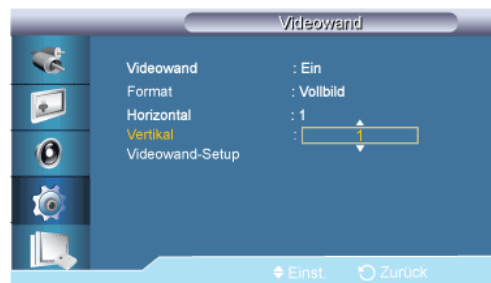 Videowand
Videowand : Ein
Format : Vollbild
Horizontal : 1
Vertikal : 1
Videowand-Setup
Einst. Zurück